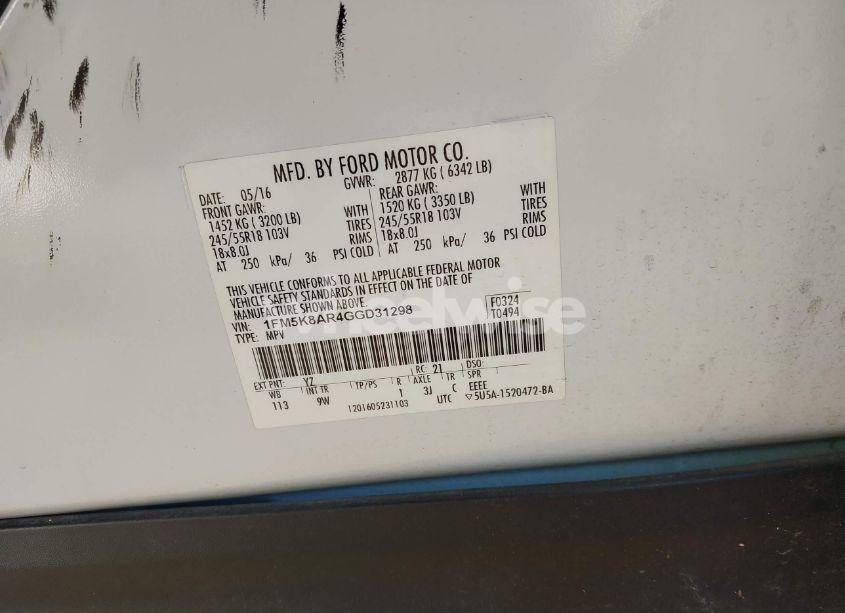 MFD. BY FORD MOTOR CO.
DATE: 05/16 GVWR: 2877 KG ( 6342 LB)
FRONT GAWR: REAR GAWR:
1452 KG ( 3200 LB) WITH 1520 KG ( 3350 LB) WITH
245/55R18 103V TIRES 245/55R18 103V TIRES
18x8.0J RIMS 18x8.0J RIMS
AT 250 kPa/ 36 PSI COLD AT 250 kPa/ 36 PSI COLD
THIS VEHICLE CONFORMS TO ALL APPLICABLE FEDERAL MOTOR
VEHICLE SAFETY STANDARDS IN EFFECT ON THE DATE OF
MANUFACTURE SHOWN ABOVE.
VIN: 1FM5K8AR4GGD31298 F0324
TYPE: MPV T0494
wheelwise
EXT PNT: YZ RC: 21 DSO:
WB INT TR TP/PS R AXLE TR SPR
113 9W 1 3J C EEEE
1201605231103 UTC ▽5U5A-1520472-BA